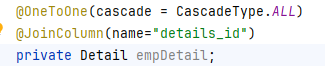 @OneToOne(cascade = CascadeType.ALL)
@JoinColumn(name="details_id")
private Detail empDetail;